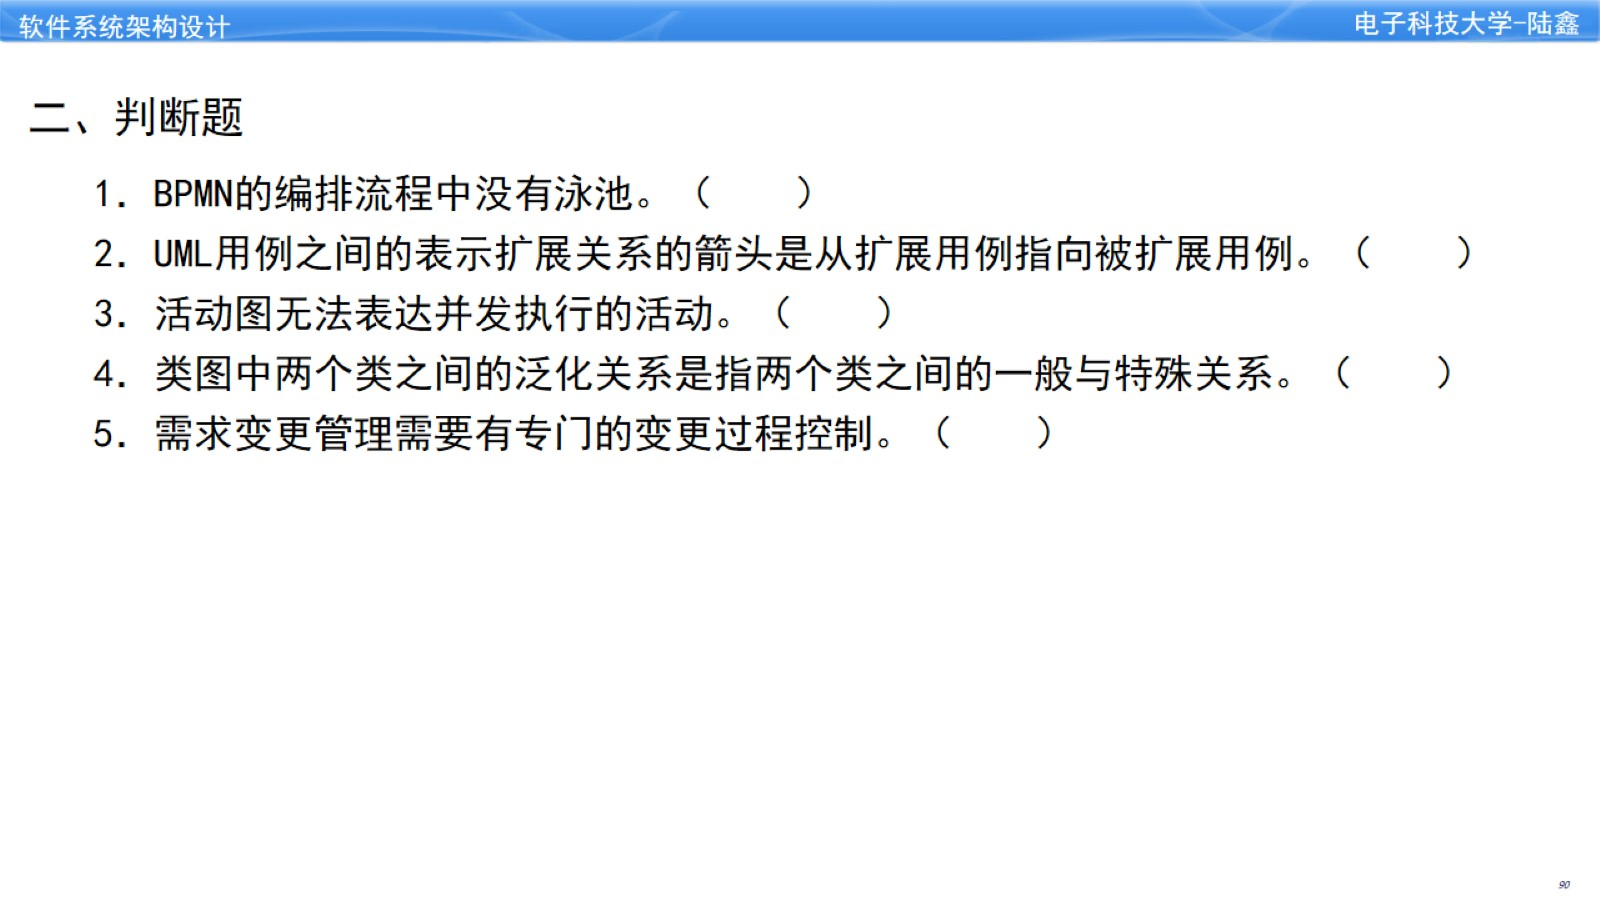 软件系统架构设计
电子科技大学-陆鑫
二、判断题
1. BPMN的编排流程中没有泳池。（　　）
2. UML用例之间的表示扩展关系的箭头是从扩展用例指向被扩展用例。（　　）
3. 活动图无法表达并发执行的活动。（　　）
4. 类图中两个类之间的泛化关系是指两个类之间的一般与特殊关系。（　　）
5. 需求变更管理需要有专门的变更过程控制。（　　）
90